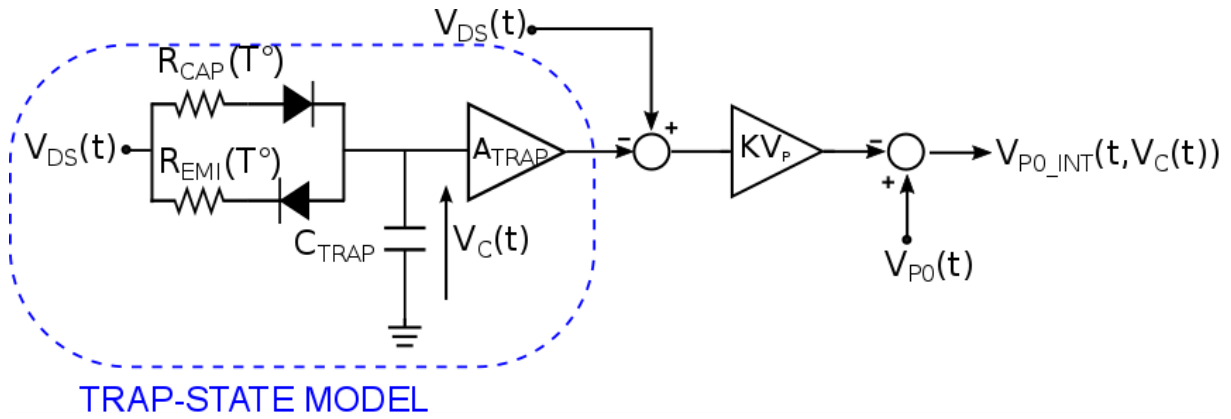 V_DS(t)
R_CAP(T°)
V_DS(t)
R_EMI(T°)
A_TRAP
- +
KV_P
- +
V_P0_INT(t,V_C(t))
C_TRAP
V_C(t)
V_P0(t)
TRAP-STATE MODEL